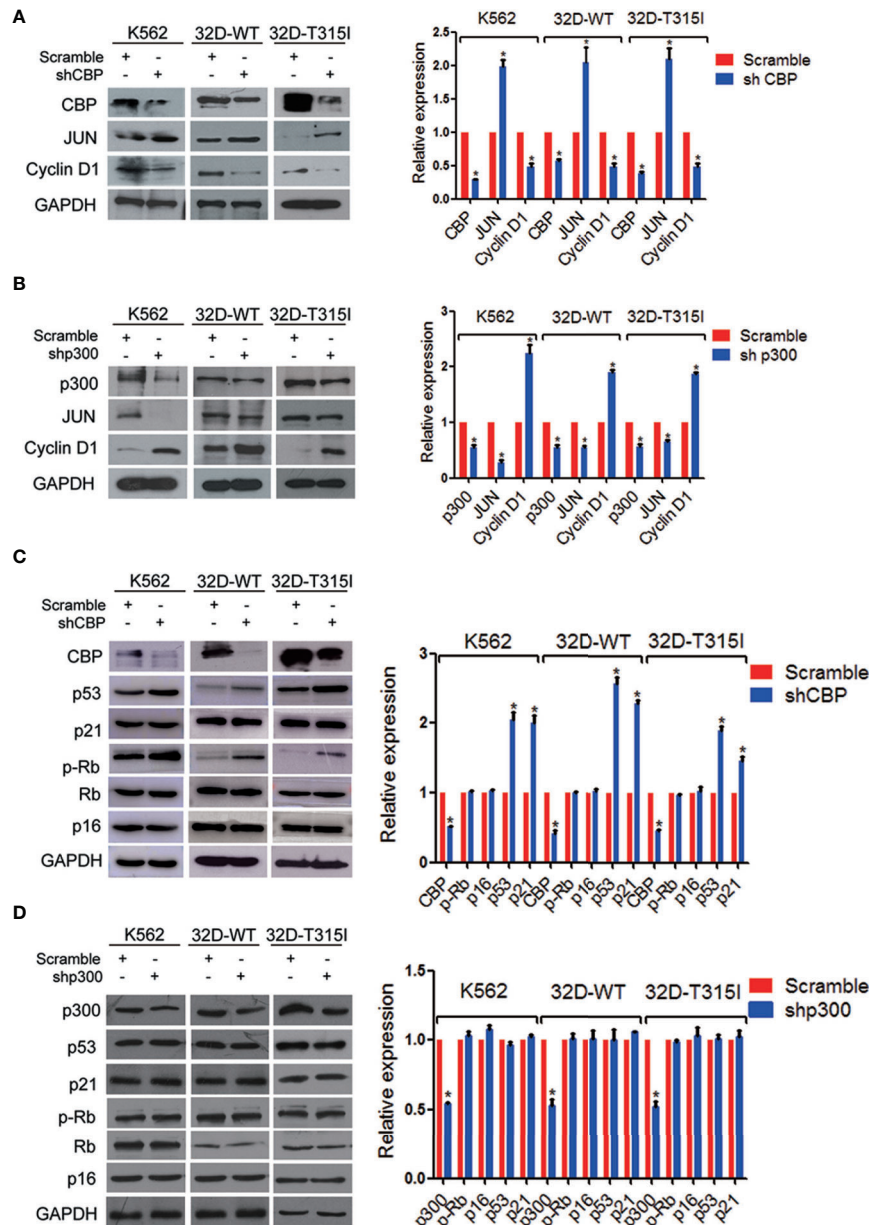 A
K562 32D-WT 32D-T315I
Scramble + - + - + -
shCBP - + - + - +
CBP
JUN
Cyclin D1
GAPDH
K562 32D-WT 32D-T315I
Relative expression
2.5
2.0
1.5
1.0
0.5
0.0
* * * * * * * * *
CBP JUN Cyclin D1 CBP JUN Cyclin D1 CBP JUN Cyclin D1
Scramble
sh CBP
B
K562 32D-WT 32D-T315I
Scramble + - + - + -
shp300 - + - + - +
p300
JUN
Cyclin D1
GAPDH
K562 32D-WT 32D-T315I
Relative expression
3
2
1
0
* * * * * * * * *
p300 JUN Cyclin D1 p300 JUN Cyclin D1 p300 JUN Cyclin D1
Scramble
sh p300
C
K562 32D-WT 32D-T315I
Scramble + - + - + -
shCBP - + - + - +
CBP
p53
p21
p-Rb
Rb
p16
GAPDH
K562 32D-WT 32D-T315I
Relative expression
3
2
1
0
* * * * * * * * *
CBP p-Rb p16 p53 p21 CBP p-Rb p16 p53 p21 CBP p-Rb p16 p53 p21
Scramble
shCBP
D
K562 32D-WT 32D-T315I
Scramble + - + - + -
shp300 - + - + - +
p300
p53
p21
p-Rb
Rb
p16
GAPDH
K562 32D-WT 32D-T315I
Relative expression
1.5
1.0
0.5
0.0
* * *
p300 p-Rb p16 p53 p21 p300 p-Rb p16 p53 p21 p300 p-Rb p16 p53 p21
Scramble
shp300